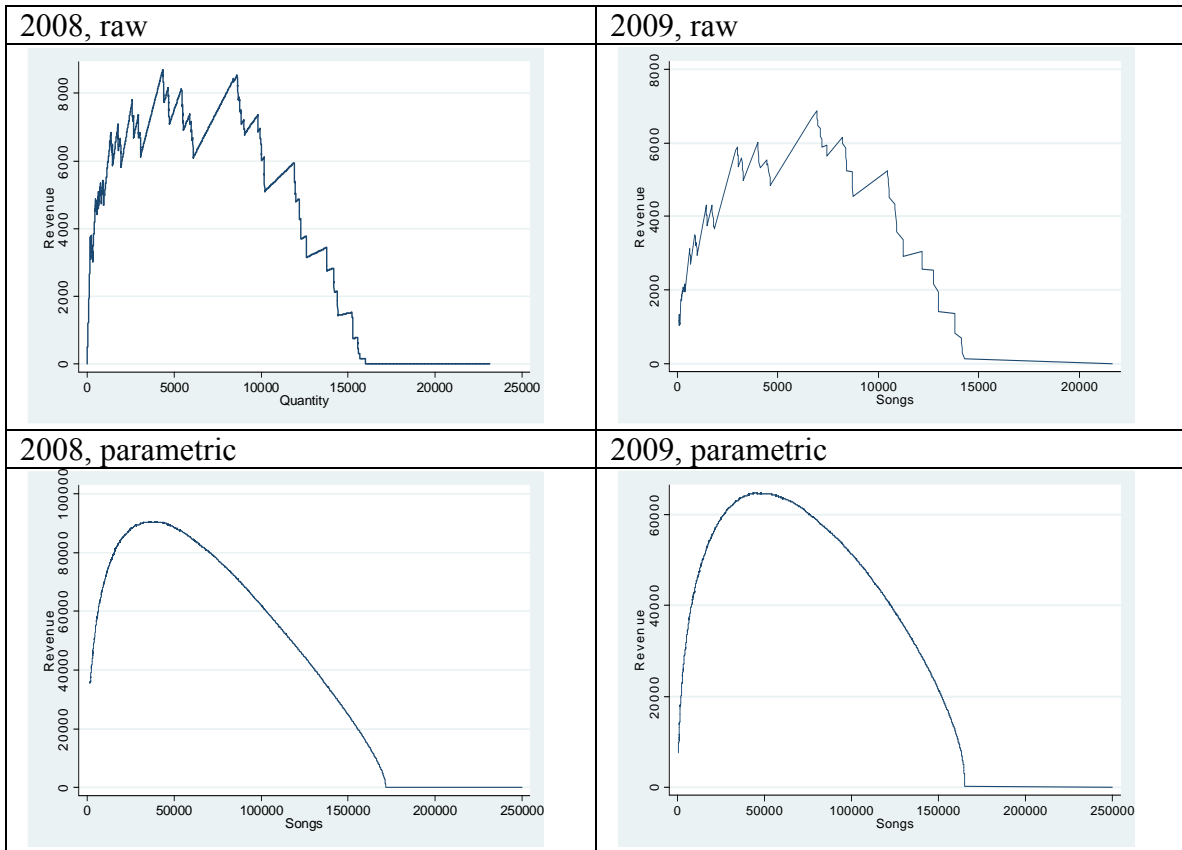 2008, raw
2009, raw
Revenue
0 2000 4000 6000 8000
0 5000 10000 15000 20000 25000
Quantity
Revenue
0 2000 4000 6000 8000
0 5000 10000 15000 20000
Songs
2008, parametric
2009, parametric
Revenue
0 20000 40000 60000 80000 100000
0 50000 100000 150000 200000 250000
Songs
Revenue
0 20000 40000 60000
0 50000 100000 150000 200000 250000
Songs